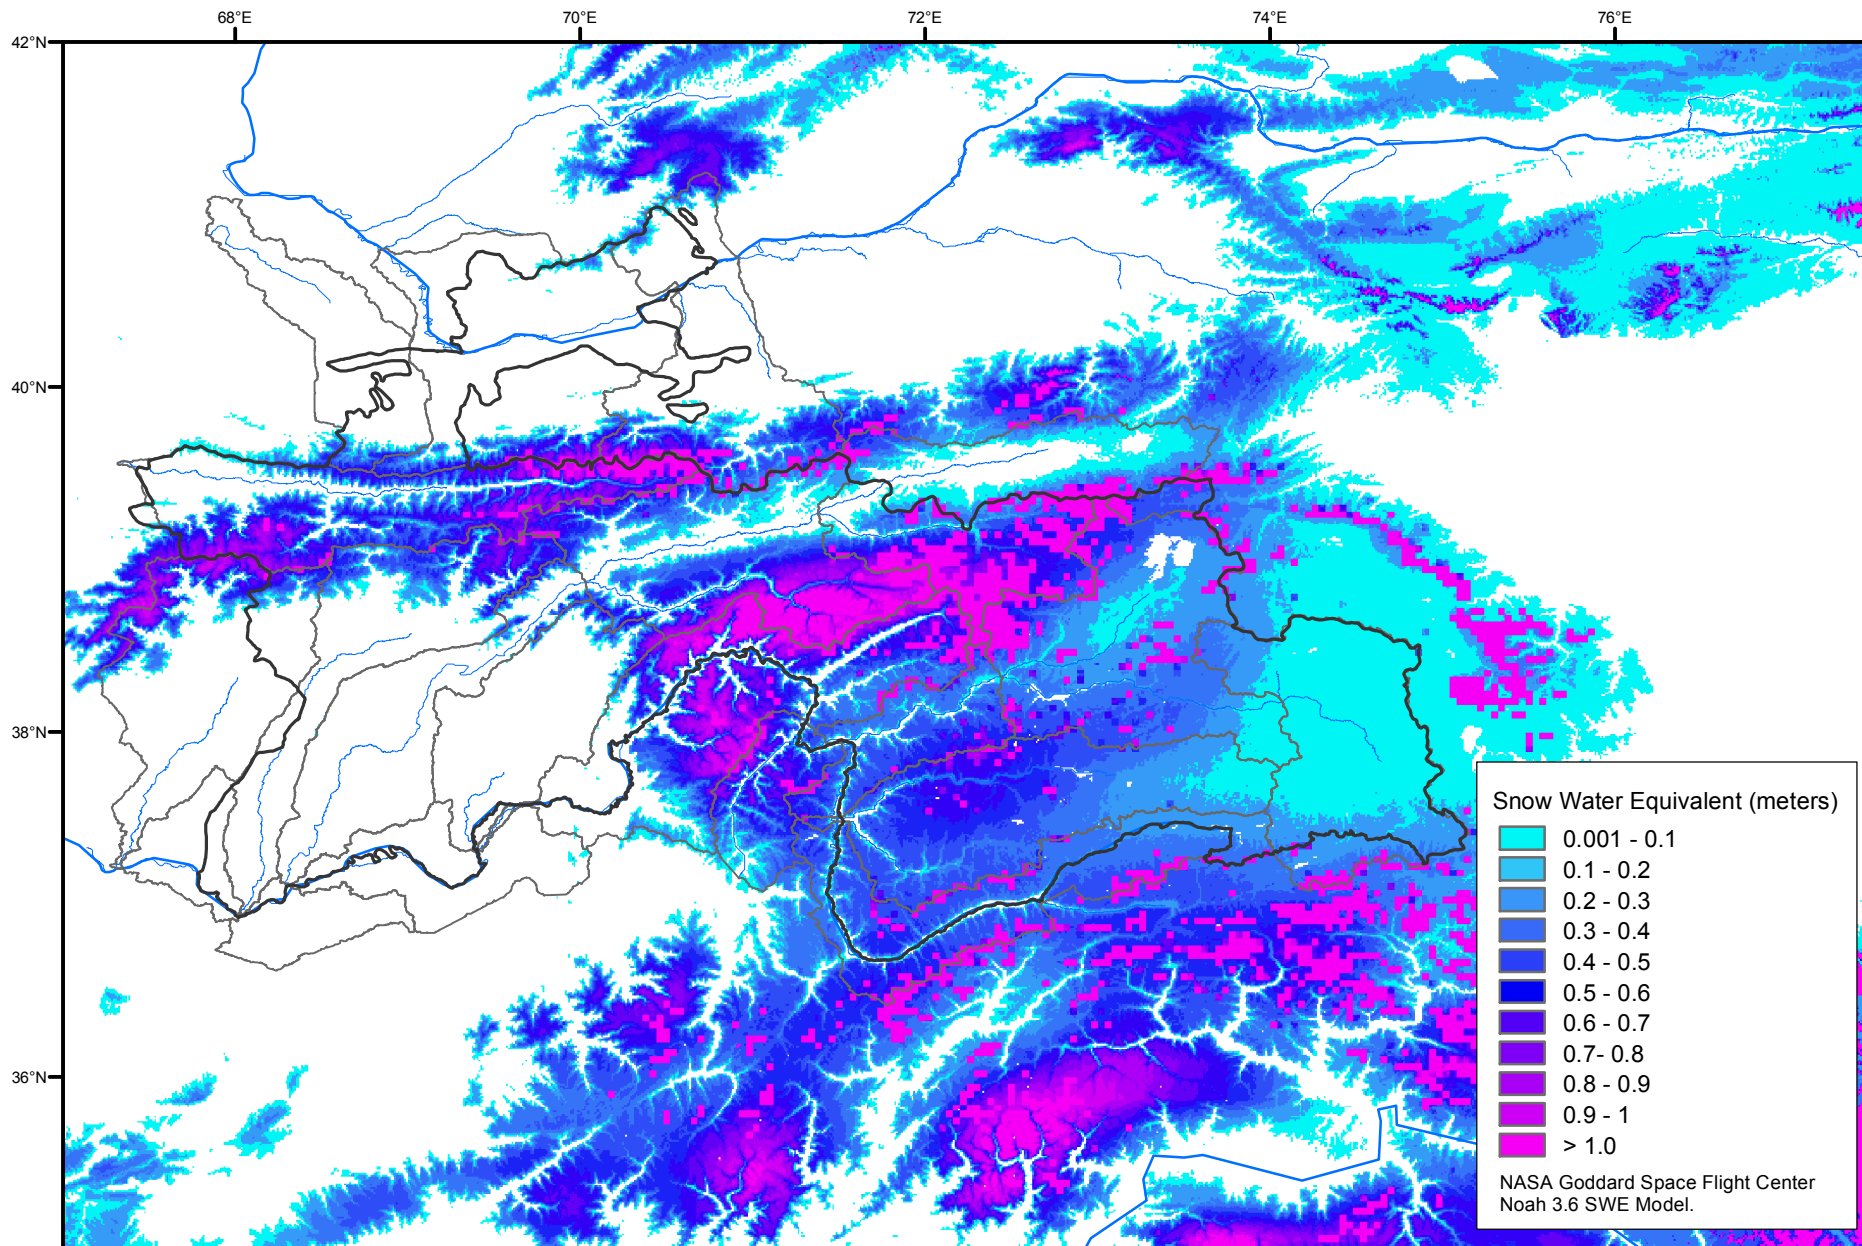 68°E 70°E 72°E 74°E 76°E
42°N
40°N
38°N
36°N
Snow Water Equivalent (meters)
0.001 - 0.1
0.1 - 0.2
0.2 - 0.3
0.3 - 0.4
0.4 - 0.5
0.5 - 0.6
0.6 - 0.7
0.7- 0.8
0.8 - 0.9
0.9 - 1
> 1.0
NASA Goddard Space Flight Center
Noah 3.6 SWE Model.